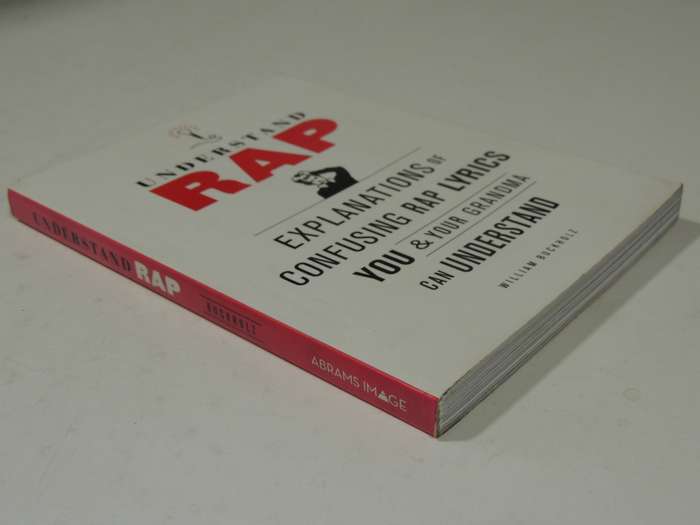 UNDERSTAND
RAP
EXPLANATIONS OF
CONFUSING RAP LYRICS
YOU & YOUR GRANDMA
CAN UNDERSTAND
WILLIAM BUCKHOLZ
UNDERSTAND RAP
BUCKHOLZ
ABRAMS IMAGE